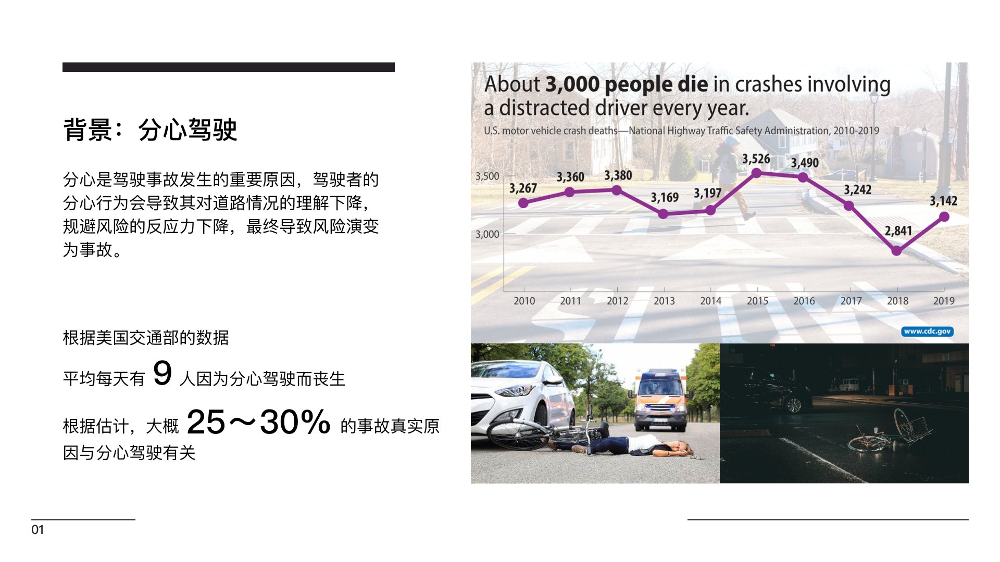 背景：分心驾驶
分心是驾驶事故发生的重要原因，驾驶者的
分心行为会导致其对道路情况的理解下降，
规避风险的反应力下降，最终导致风险演变
为事故。
根据美国交通部的数据
平均每天有 9 人因为分心驾驶而丧生
根据估计，大概 25～30% 的事故真实原
因与分心驾驶有关
About 3,000 people die in crashes involving
a distracted driver every year.
U.S. motor vehicle crash deaths—National Highway Traffic Safety Administration, 2010-2019
3,500
3,000
3,267
3,360
3,380
3,169
3,197
3,526
3,490
3,242
2,841
3,142
2010 2011 2012 2013 2014 2015 2016 2017 2018 2019
SLOW
www.cdc.gov
01